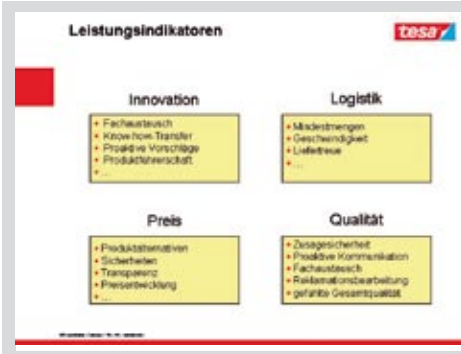 Leistungsindikatoren
tesa
Innovation
• Fachaustausch
• Know how Transfer
• Proaktive Vorschläge
• Produktführerschaft
• ...
Logistik
• Mindestmengen
• Geschwindigkeit
• Liefertreue
• ...
Preis
• Produktalternativen
• Sicherheiten
• Transparenz
• Preisentwicklung
• ...
Qualität
• Zusagesicherheit
• Proaktive Kommunikation
• Fachaustausch
• Reklamationsbearbeitung
• gefühlte Gesamtqualität